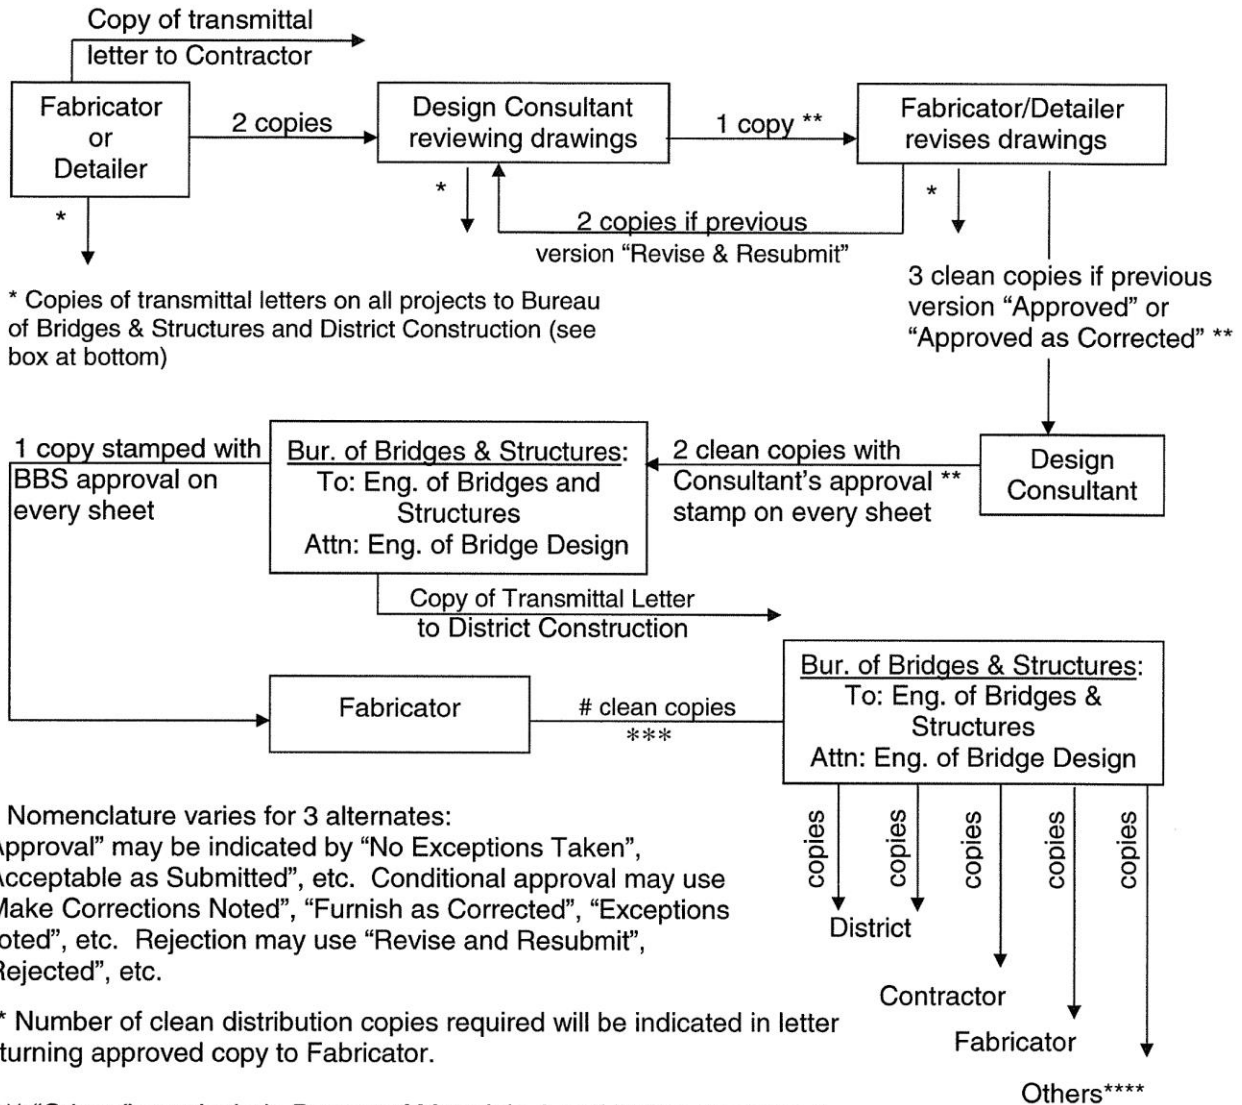 Copy of transmittal
letter to Contractor
Fabricator
or
Detailer
2 copies
Design Consultant
reviewing drawings
1 copy **
Fabricator/Detailer
revises drawings
*
*
*
2 copies if previous
version “Revise & Resubmit”
3 clean copies if previous
version “Approved” or
“Approved as Corrected” **
* Copies of transmittal letters on all projects to Bureau
of Bridges & Structures and District Construction (see
box at bottom)
1 copy stamped with
BBS approval on
every sheet
Bur. of Bridges & Structures:
To: Eng. of Bridges and
Structures
Attn: Eng. of Bridge Design
2 clean copies with
Consultant’s approval **
stamp on every sheet
Design
Consultant
Copy of Transmittal Letter
to District Construction
Fabricator
# clean copies
***
Bur. of Bridges & Structures:
To: Eng. of Bridges &
Structures
Attn: Eng. of Bridge Design
copies
copies
copies
copies
copies
District
Contractor
Fabricator
Others****
Nomenclature varies for 3 alternates:
Approval” may be indicated by “No Exceptions Taken”,
Acceptable as Submitted”, etc. Conditional approval may use
Make Corrections Noted”, “Furnish as Corrected”, “Exceptions
oted”, etc. Rejection may use “Revise and Resubmit”,
Rejected”, etc.
* Number of clean distribution copies required will be indicated in letter
turning approved copy to Fabricator.